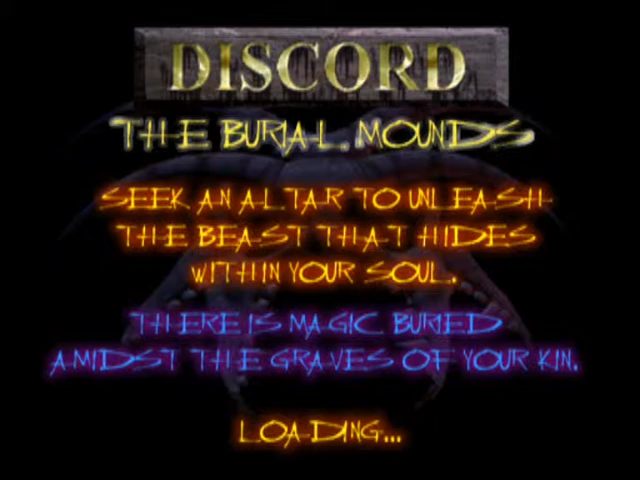 DISCORD
THE BURIAL MOUNDS
SEEK AN ALTAR TO UNLEASH
THE BEAST THAT HIDES
WITHIN YOUR SOUL.
THERE IS MAGIC BURIED
AMIDST THE GRAVES OF YOUR KIN.
LOADING...